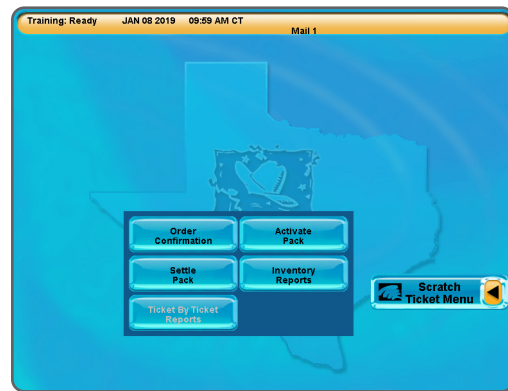 Training: Ready JAN 08 2019 09:59 AM CT
Mail 1
Order
Confirmation
Activate
Pack
Settle
Pack
Inventory
Reports
Scratch
Ticket Menu
Ticket By Ticket
Reports